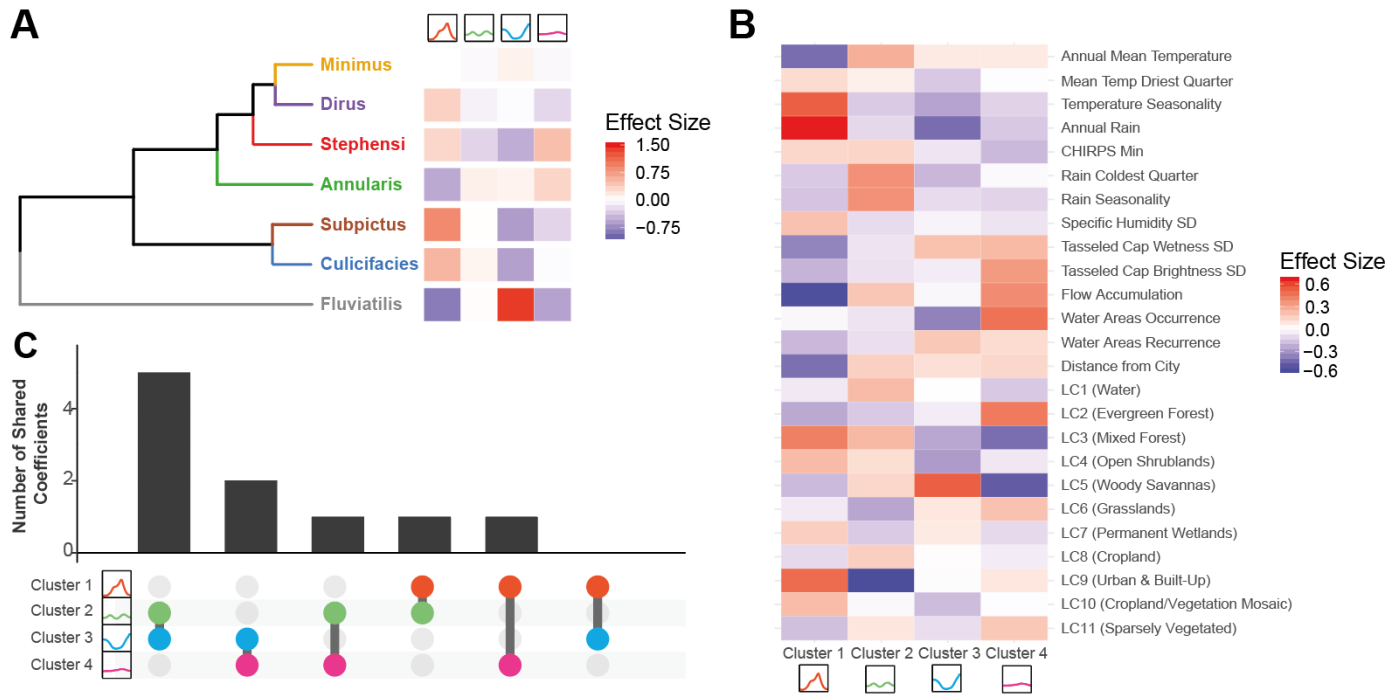 A
Minimus
Dirus
Stephensi
Annularis
Subpictus
Culicifacies
Fluviatilis
Effect Size
1.50
0.75
0.00
−0.75
B
Annual Mean Temperature
Mean Temp Driest Quarter
Temperature Seasonality
Annual Rain
CHIRPS Min
Rain Coldest Quarter
Rain Seasonality
Specific Humidity SD
Tasseled Cap Wetness SD
Tasseled Cap Brightness SD
Flow Accumulation
Water Areas Occurrence
Water Areas Recurrence
Distance from City
LC1 (Water)
LC2 (Evergreen Forest)
LC3 (Mixed Forest)
LC4 (Open Shrublands)
LC5 (Woody Savannas)
LC6 (Grasslands)
LC7 (Permanent Wetlands)
LC8 (Cropland)
LC9 (Urban & Built-Up)
LC10 (Cropland/Vegetation Mosaic)
LC11 (Sparsely Vegetated)
Cluster 1 Cluster 2 Cluster 3 Cluster 4
Effect Size
0.6
0.3
0.0
−0.3
−0.6
C
Number of Shared
Coefficients
4
2
0
Cluster 1
Cluster 2
Cluster 3
Cluster 4